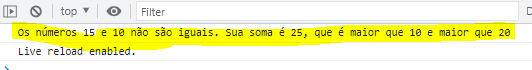 top
Filter
Os números 15 e 10 não são iguais. Sua soma é 25, que é maior que 10 e maior que 20
Live reload enabled.